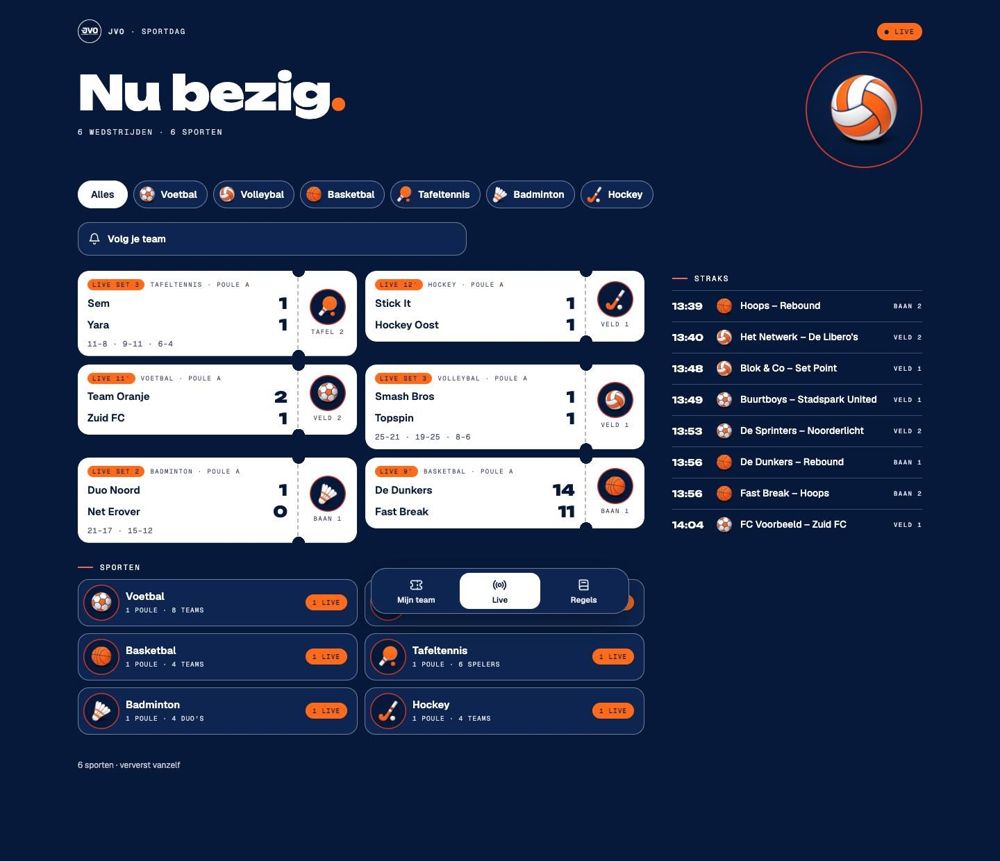 JVO JVO · SPORTDAG
LIVE
Nu bezig.
6 WEDSTRIJDEN · 6 SPORTEN
Alles Voetbal Volleybal Basketbal Tafeltennis Badminton Hockey
Volg je team
LIVE SET 3 TAFELTENNIS · POULE A
Sem 1
Yara 1
11-8 · 9-11 · 6-4
TAFEL 2
LIVE 12' HOCKEY · POULE A
Stick It 1
Hockey Oost 1
VELD 1
LIVE 11' VOETBAL · POULE A
Team Oranje 2
Zuid FC 1
VELD 2
LIVE SET 3 VOLLEYBAL · POULE A
Smash Bros 1
Topspin 1
25-21 · 19-25 · 8-6
VELD 1
LIVE SET 2 BADMINTON · POULE A
Duo Noord 1
Net Erover 0
21-17 · 15-12
BAAN 1
LIVE 9' BASKETBAL · POULE A
De Dunkers 14
Fast Break 11
BAAN 1
STRAKS
13:39 Hoops – Rebound BAAN 2
13:40 Het Netwerk – De Libero's VELD 2
13:48 Blok & Co – Set Point VELD 1
13:49 Buurtboys – Stadspark United VELD 1
13:53 De Sprinters – Noorderlicht VELD 2
13:56 De Dunkers – Rebound BAAN 1
13:56 Fast Break – Hoops BAAN 2
14:04 FC Voorbeeld – Zuid FC VELD 1
SPORTEN
Voetbal
1 POULE · 8 TEAMS
1 LIVE
Mijn team Live Regels
Basketbal
1 POULE · 4 TEAMS
1 LIVE
Tafeltennis
1 POULE · 6 SPELERS
1 LIVE
Badminton
1 POULE · 4 DUO'S
1 LIVE
Hockey
1 POULE · 4 TEAMS
1 LIVE
6 sporten · ververst vanzelf